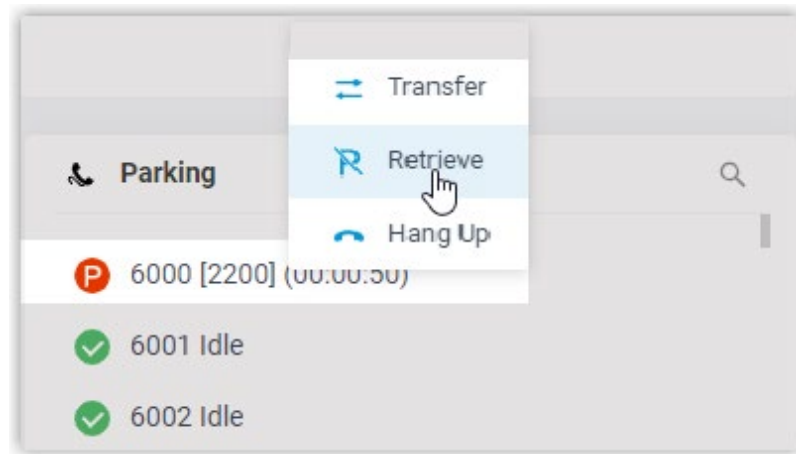 Transfer
Retrieve
Hang Up
Parking
P 6000 [2200] (00:00:50)
6001 Idle
6002 Idle